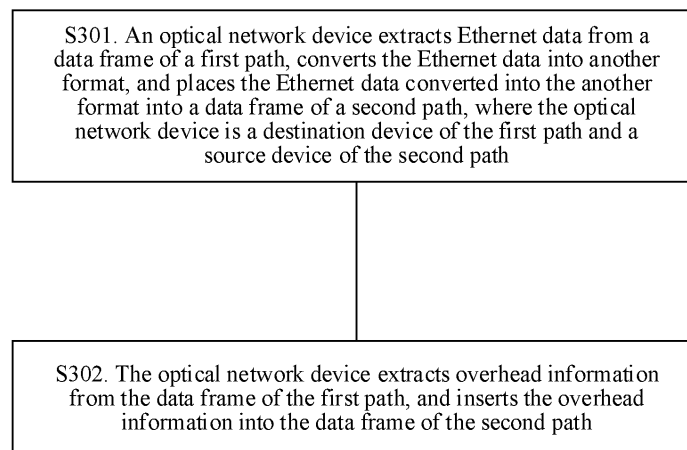 S301. An optical network device extracts Ethernet data from a
data frame of a first path, converts the Ethernet data into another
format, and places the Ethernet data converted into the another
format into a data frame of a second path, where the optical
network device is a destination device of the first path and a
source device of the second path
S302. The optical network device extracts overhead information
from the data frame of the first path, and inserts the overhead
information into the data frame of the second path